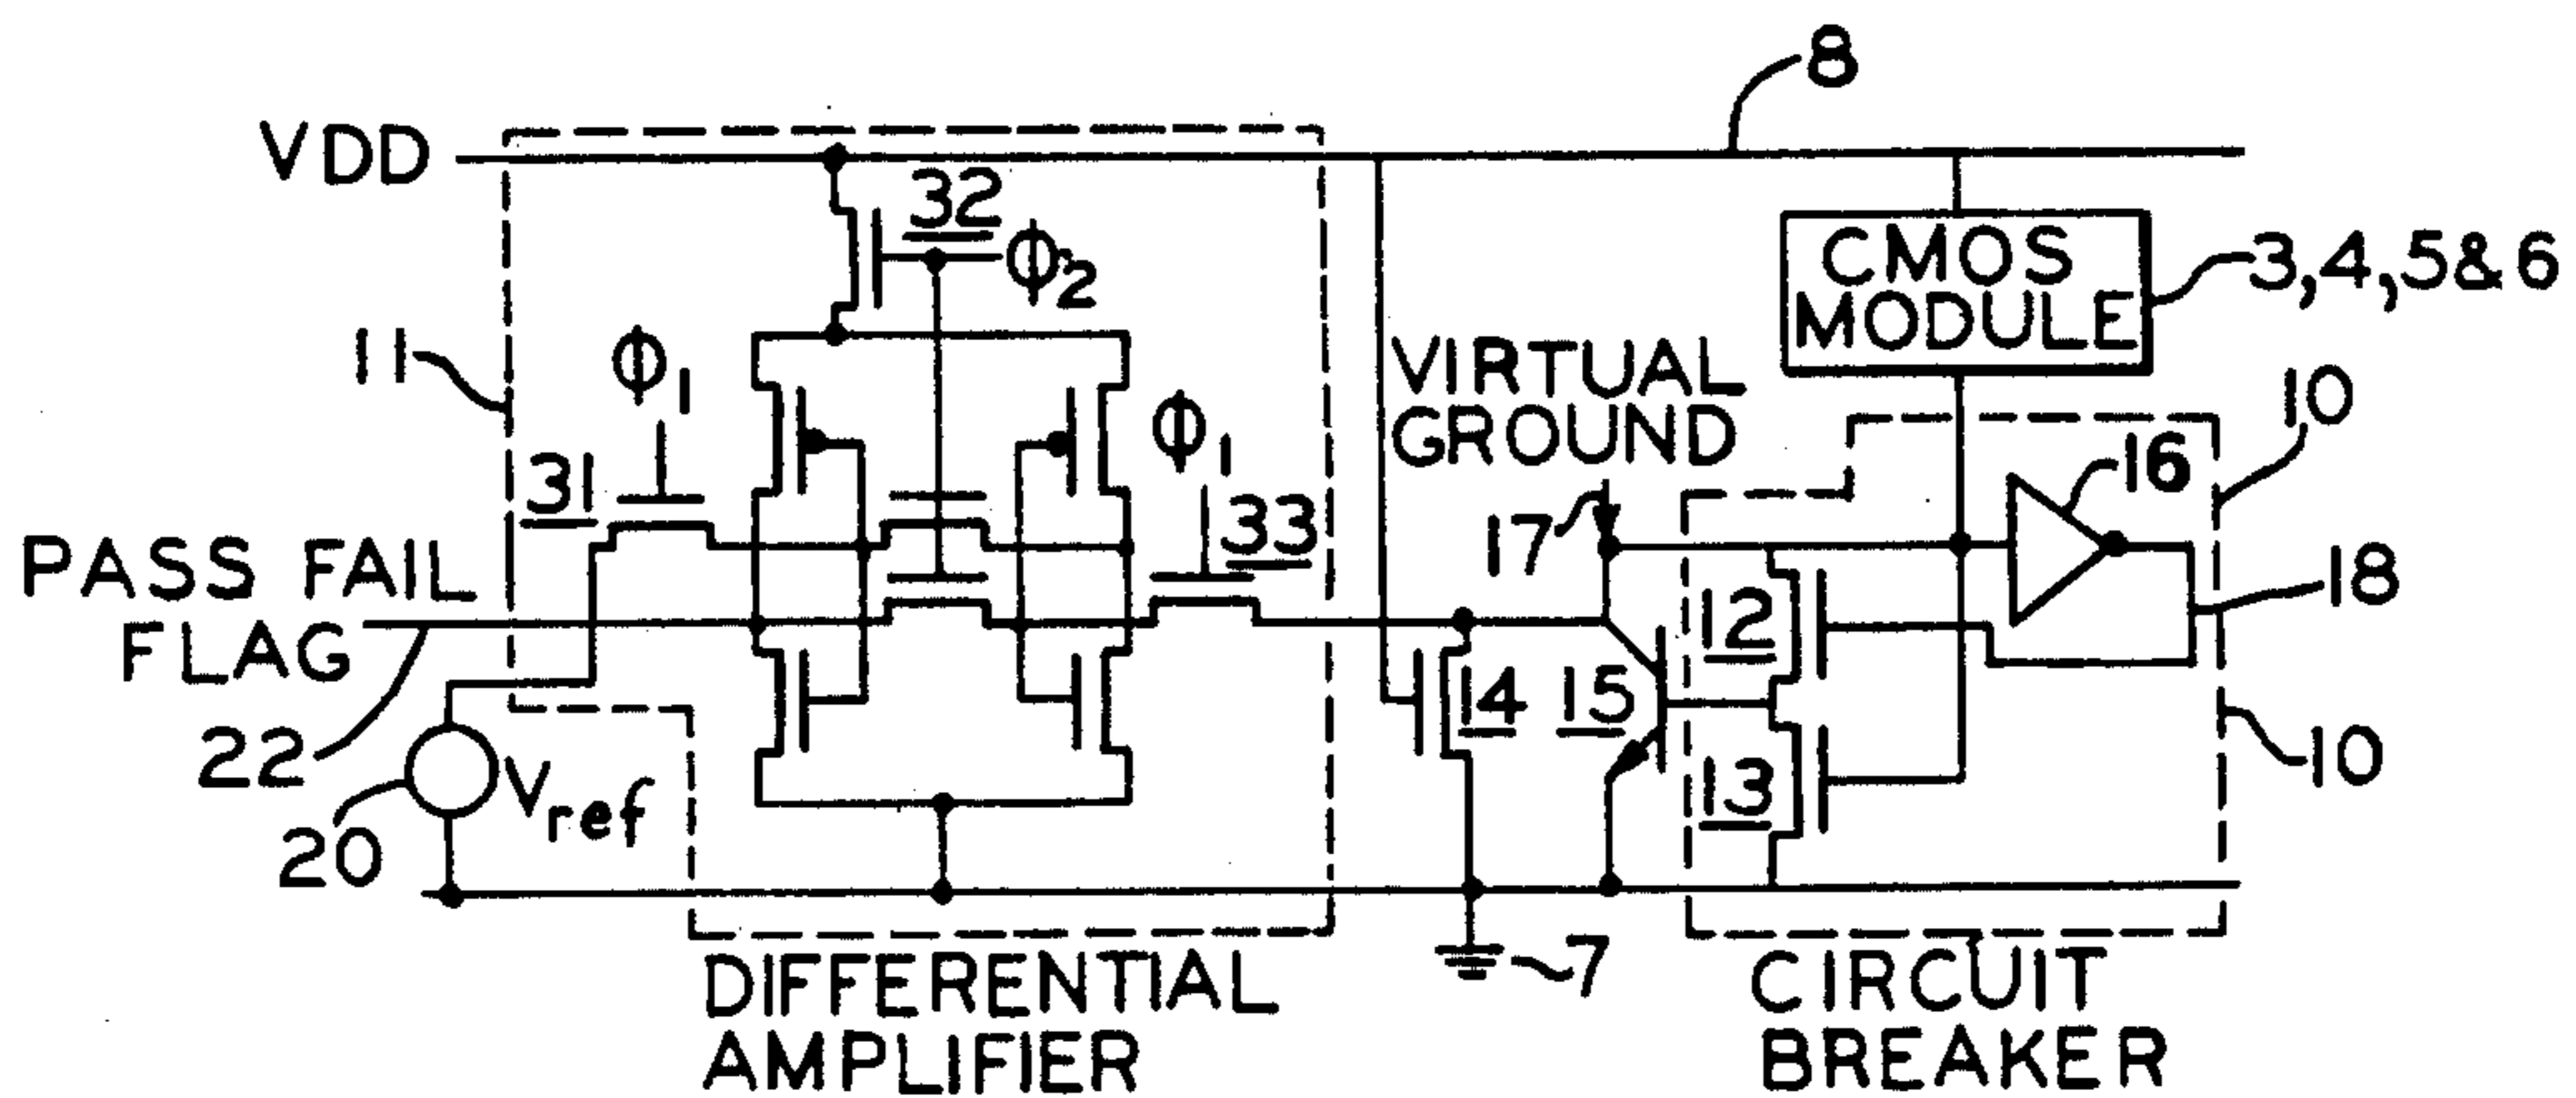 8
VDD
32
ϕ2
CMOS
MODULE
3,4,5&6
11
ϕ1
VIRTUAL
GROUND
10
ϕ1
16
31
33
17
PASS FAIL
FLAG
18
12
22
14
15
13
10
Vref
20
7
DIFFERENTIAL
AMPLIFIER
CIRCUIT
BREAKER